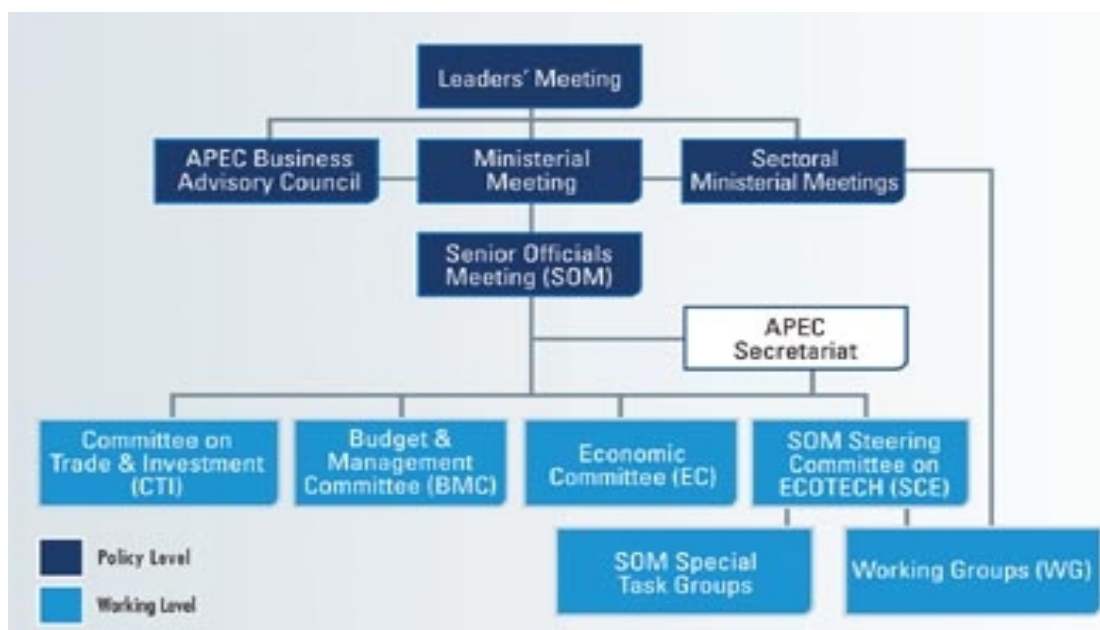 Leaders' Meeting
APEC Business
Advisory Council
Ministerial
Meeting
Sectoral
Ministerial Meetings
Senior Officials
Meeting (SOM)
APEC
Secretariat
Committee on
Trade & Investment
(CTI)
Budget &
Management
Committee (BMC)
Economic
Committee (EC)
SOM Steering
Committee on
ECOTECH (SCE)
SOM Special
Task Groups
Working Groups (WG)
Policy Level
Working Level